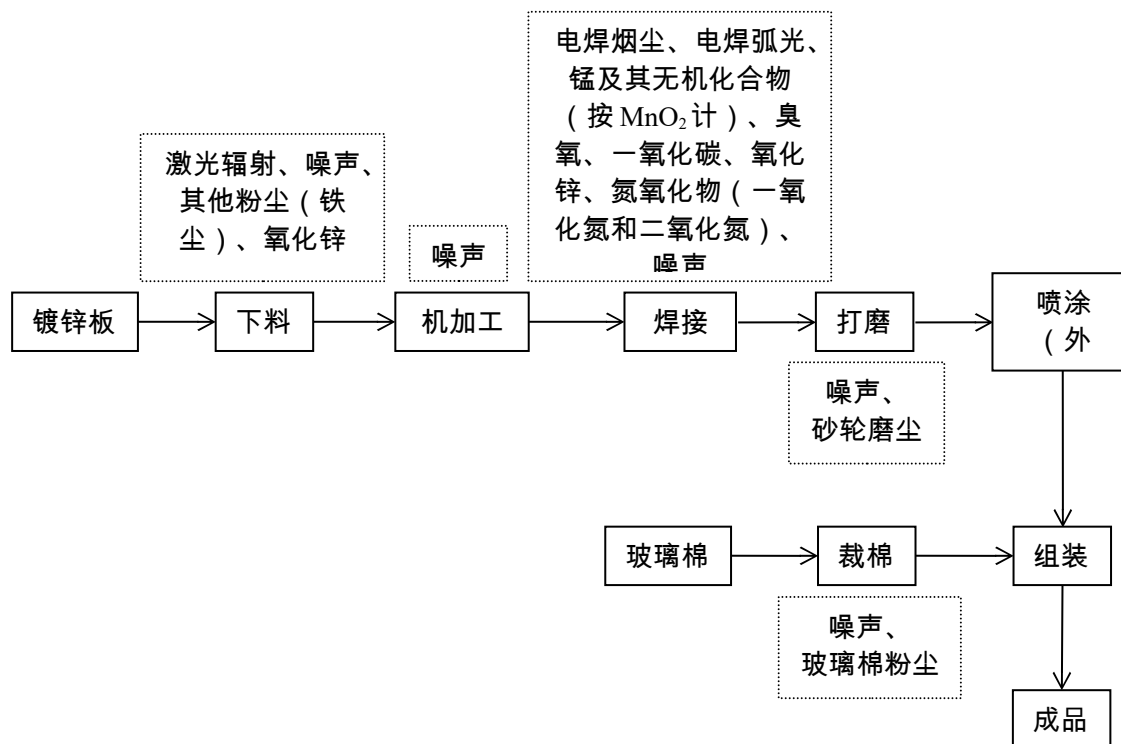 电焊烟尘、电焊弧光、
锰及其无机化合物
（按 MnO₂ 计）、臭
氧、一氧化碳、氧化
锌、氮氧化物（一氧
化氮和二氧化氮）、
噪声
激光辐射、噪声、
其他粉尘（铁
尘）、氧化锌
噪声
镀锌板
下料
机加工
焊接
打磨
喷涂
（外
噪声、
砂轮磨尘
玻璃棉
裁棉
组装
噪声、
玻璃棉粉尘
成品